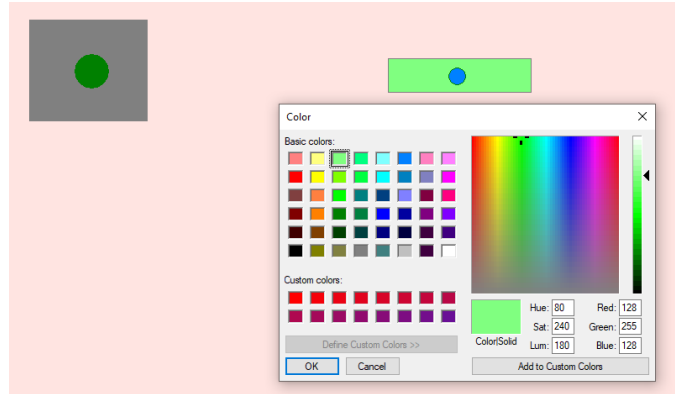 Color
Basic colors:
Custom colors:
Define Custom Colors >>
OK Cancel
Color|Solid
Hue: 80 Red: 128
Sat: 240 Green: 255
Lum: 180 Blue: 128
Add to Custom Colors